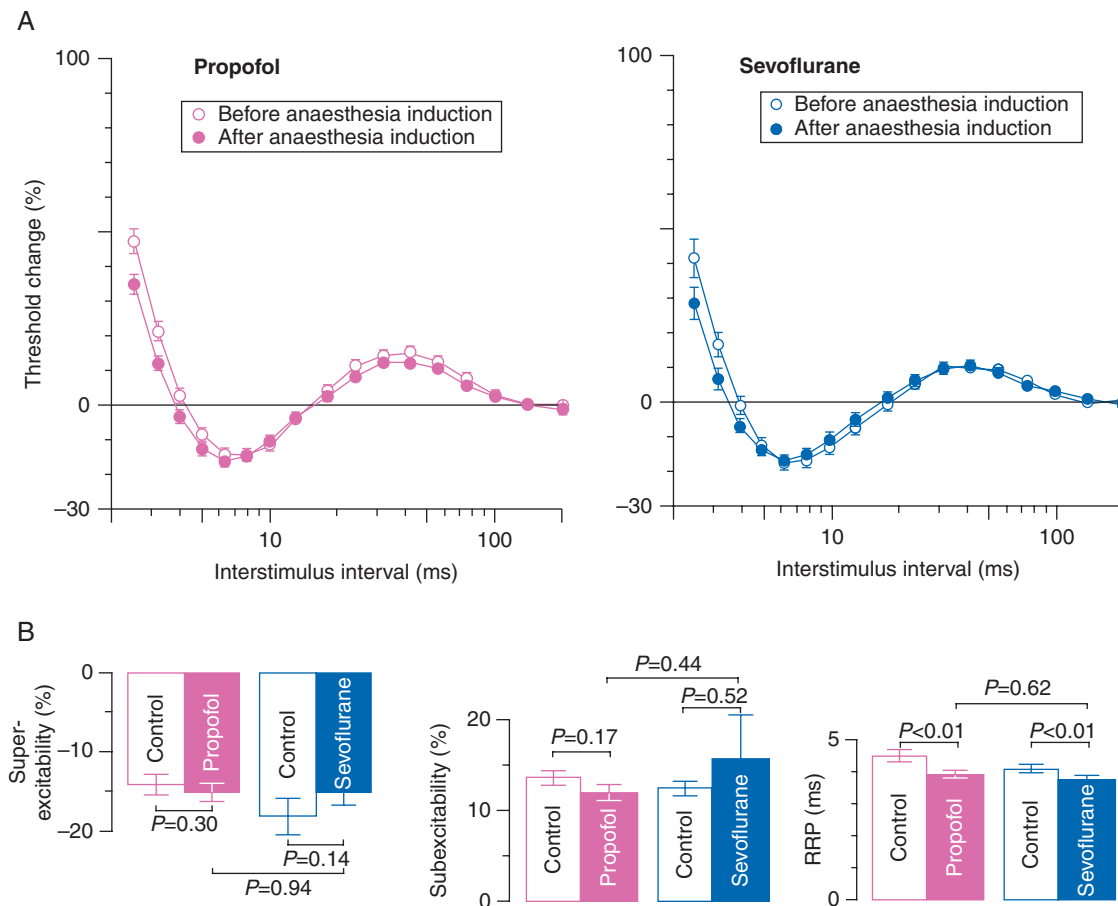 A
Propofol
Before anaesthesia induction
After anaesthesia induction
100
0
–30
Threshold change (%)
10
100
Interstimulus interval (ms)
Sevoflurane
Before anaesthesia induction
After anaesthesia induction
100
0
–30
10
100
Interstimulus interval (ms)
B
Super-
excitability (%)
0
–10
–20
Control
Propofol
Control
Sevoflurane
P=0.30
P=0.14
P=0.94
Subexcitability (%)
20
10
0
P=0.44
P=0.52
P=0.17
Control
Propofol
Control
Sevoflurane
RRP (ms)
5
0
P=0.62
P<0.01
P<0.01
Control
Propofol
Control
Sevoflurane